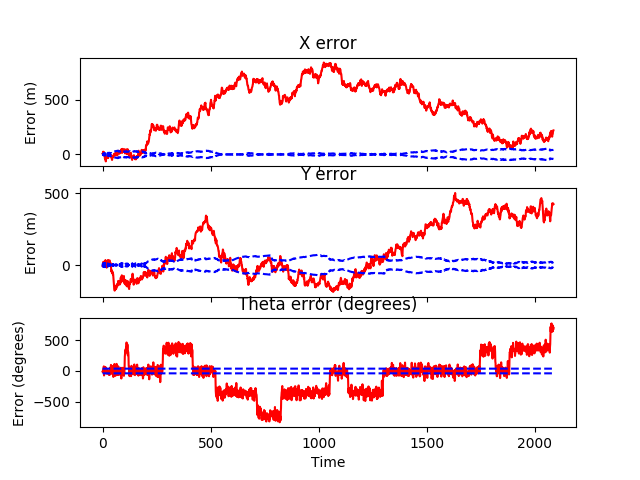 X error
Error (m)
500
0
Y error
Error (m)
500
0
Theta error (degrees)
Error (degrees)
500
0
−500
0
500
1000
1500
2000
Time